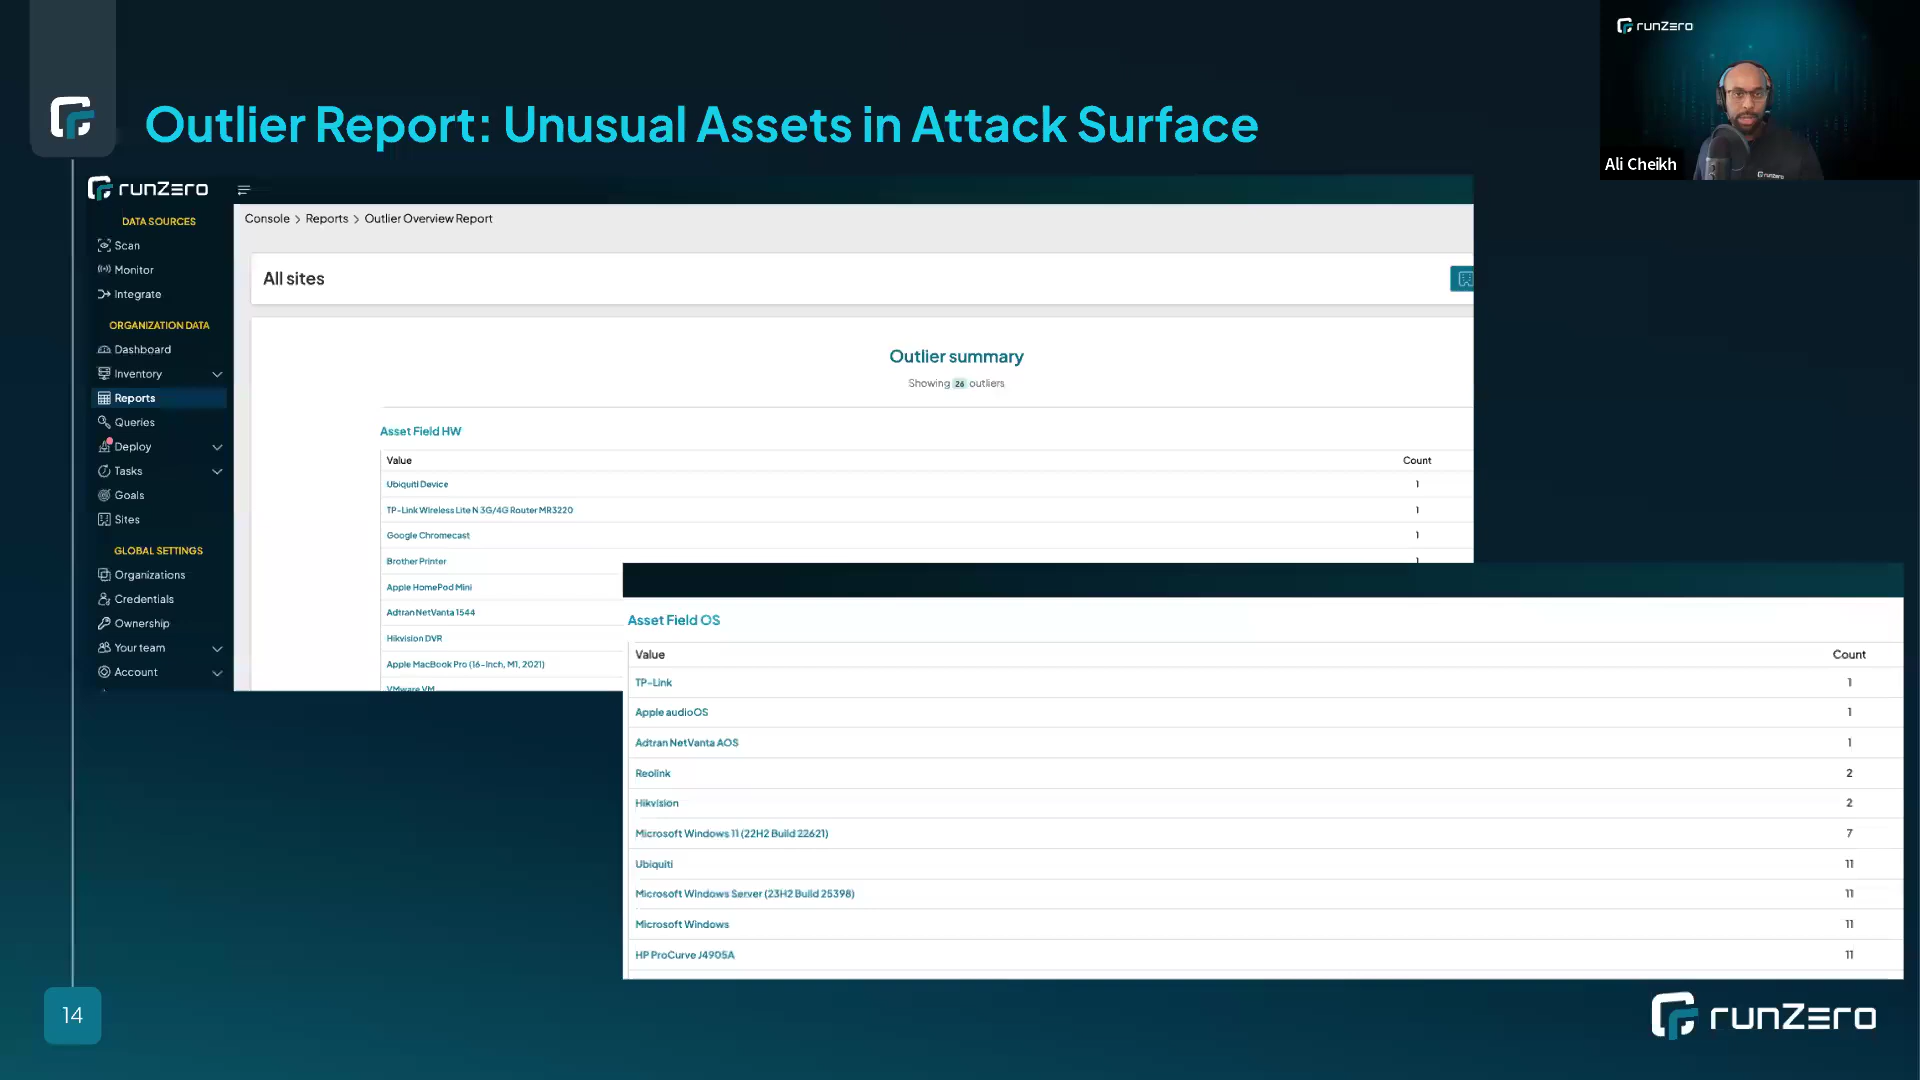 Outlier Report: Unusual Assets in Attack Surface
runZero
Ali Cheikh
runZero
runZero
DATA SOURCES
Scan
Monitor
Integrate
ORGANIZATION DATA
Dashboard
Inventory
Reports
Queries
Deploy
Tasks
Goals
Sites
GLOBAL SETTINGS
Organizations
Credentials
Ownership
Your team
Account
Console > Reports > Outlier Overview Report
All sites
Outlier summary
Showing 26 outliers
Asset Field HW
Value Count
Ubiquiti Device 1
TP-Link Wireless Lite N 3G/4G Router MR3220 1
Google Chromecast 1
Brother Printer 1
Apple HomePod Mini
Adtran NetVanta 1544
Hikvision DVR
Apple MacBook Pro (16-Inch, M1, 2021)
VMware VM
Asset Field OS
Value Count
TP-Link 1
Apple audioOS 1
Adtran NetVanta AOS 1
Reolink 2
Hikvision 2
Microsoft Windows 11 (22H2 Build 22621) 7
Ubiquiti 11
Microsoft Windows Server (23H2 Build 25398) 11
Microsoft Windows 11
HP ProCurve J4905A 11
14
runZero